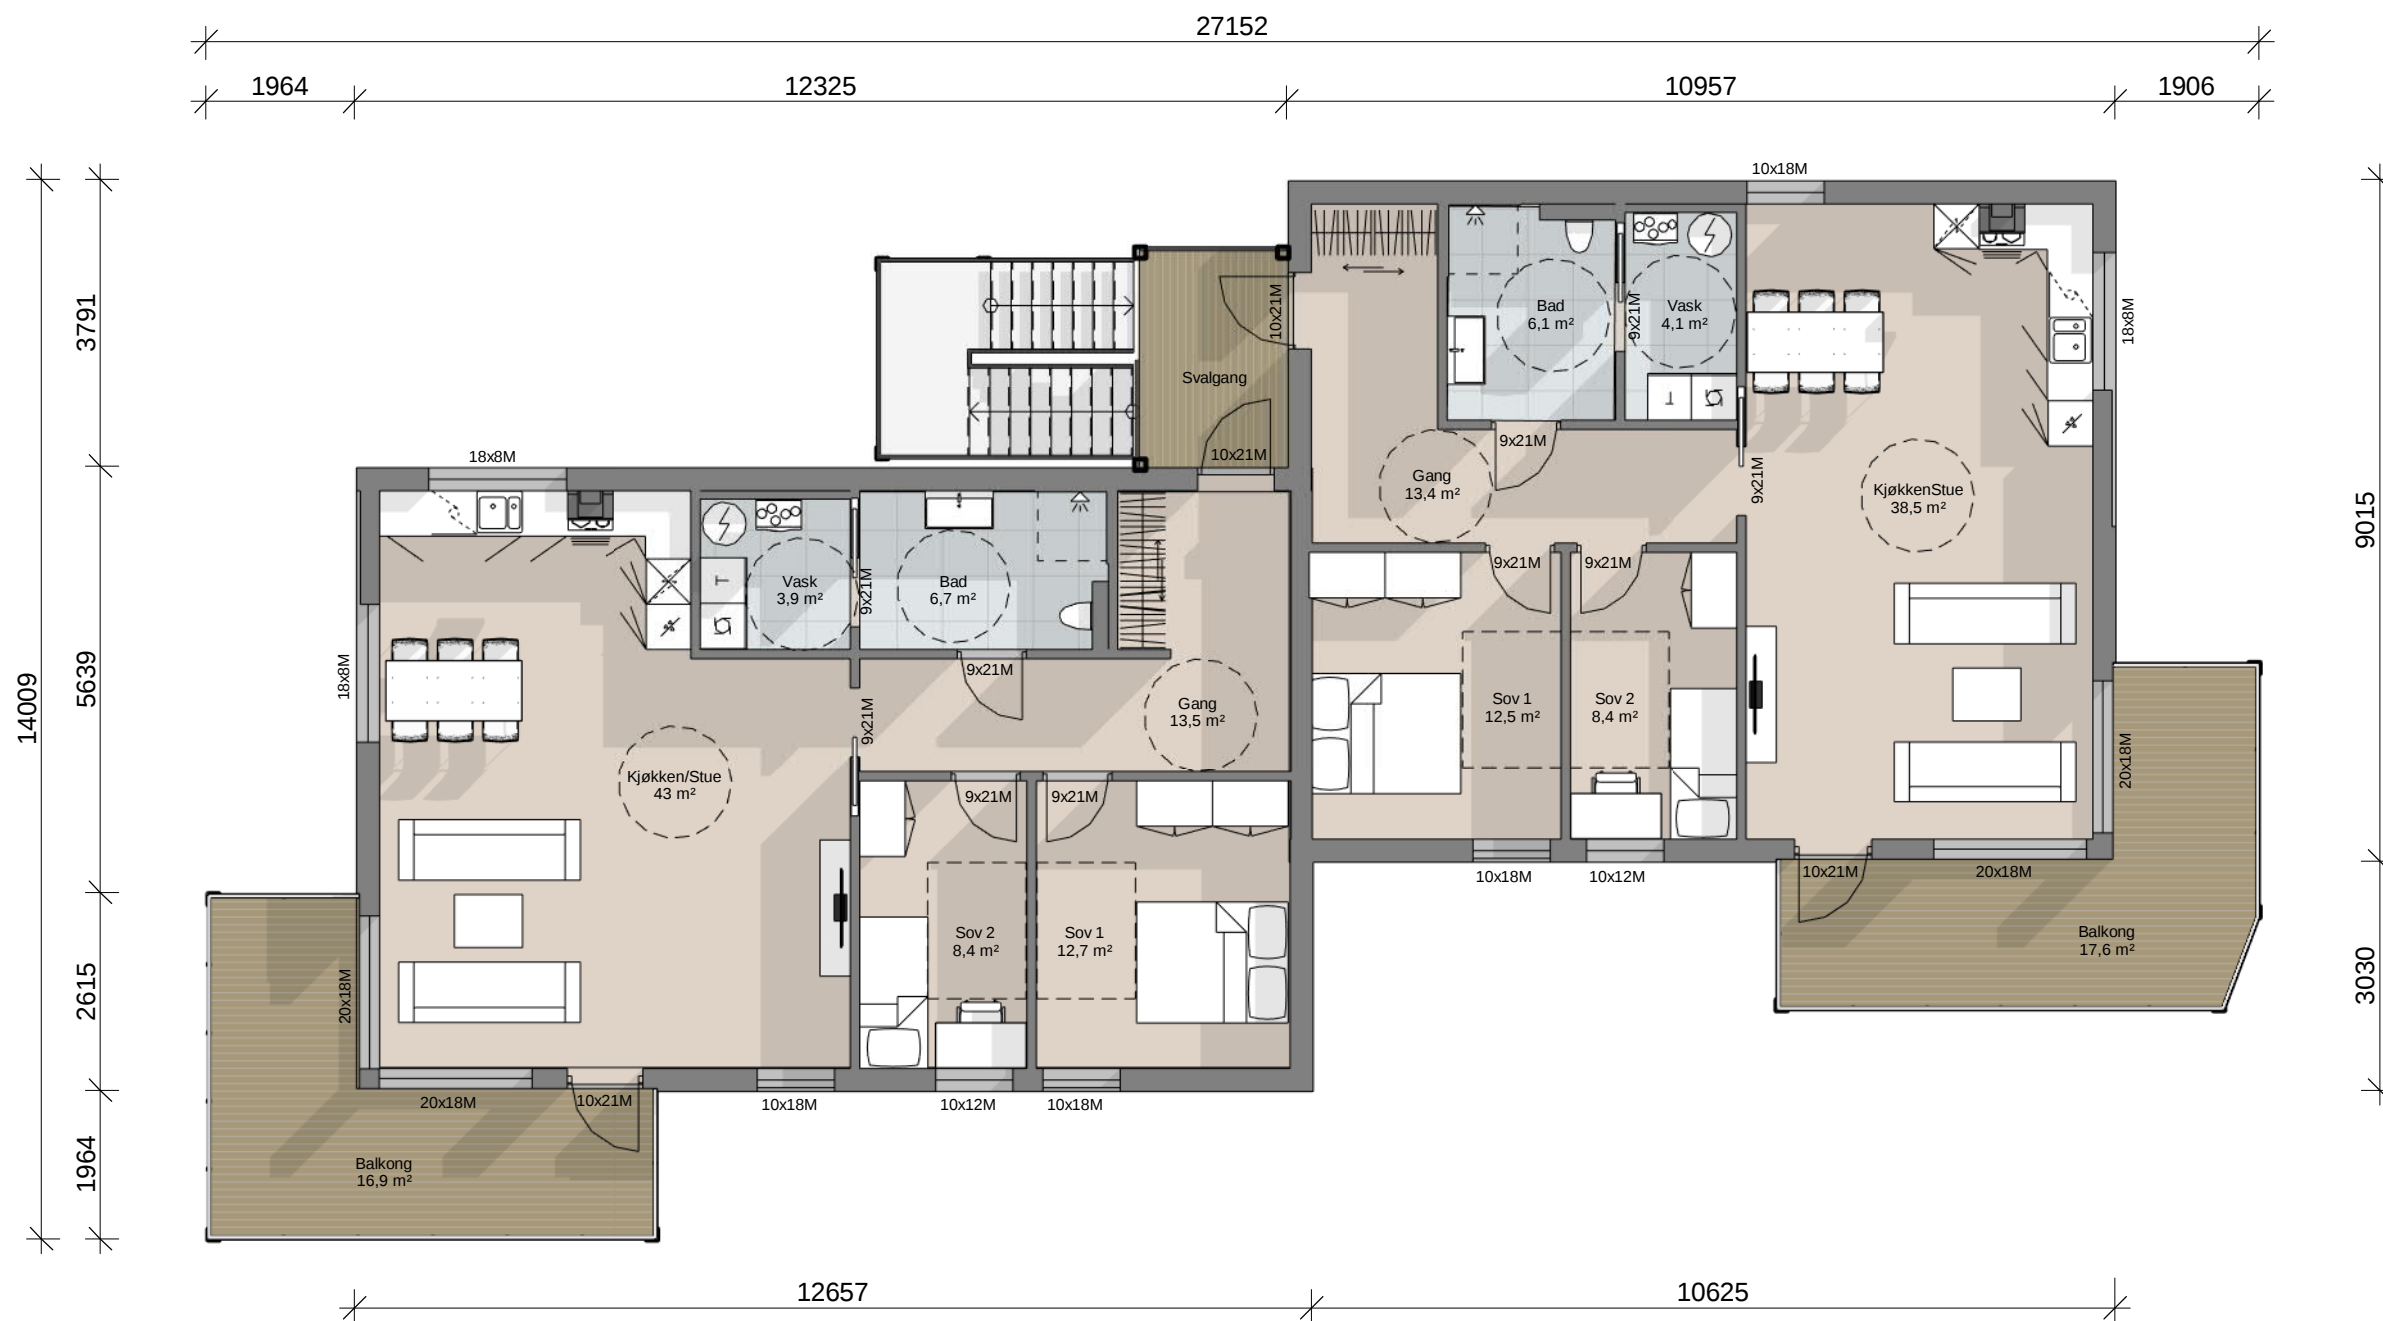 27152
1964
12325
10957
1906
10x18M
3791
10x21M
Bad
6,1 m²
9x21M
Vask
4,1 m²
18x8M
Svalgang
9x21M
10x21M
18x8M
Gang
13,4 m²
9x21M
KjøkkenStue
38,5 m²
9015
9x21M
9x21M
Vask
3,9 m²
9x21M
Bad
6,7 m²
9x21M
18x8M
5639
14009
9x21M
Gang
13,5 m²
Sov 1
12,5 m²
Sov 2
8,4 m²
20x18M
Kjøkken/Stue
43 m²
9x21M
9x21M
10x18M
10x12M
10x21M
20x18M
Sov 2
8,4 m²
Sov 1
12,7 m²
Balkong
17,6 m²
2615
20x18M
3030
20x18M
10x21M
10x18M
10x12M
10x18M
1964
Balkong
16,9 m²
12657
10625
T
T